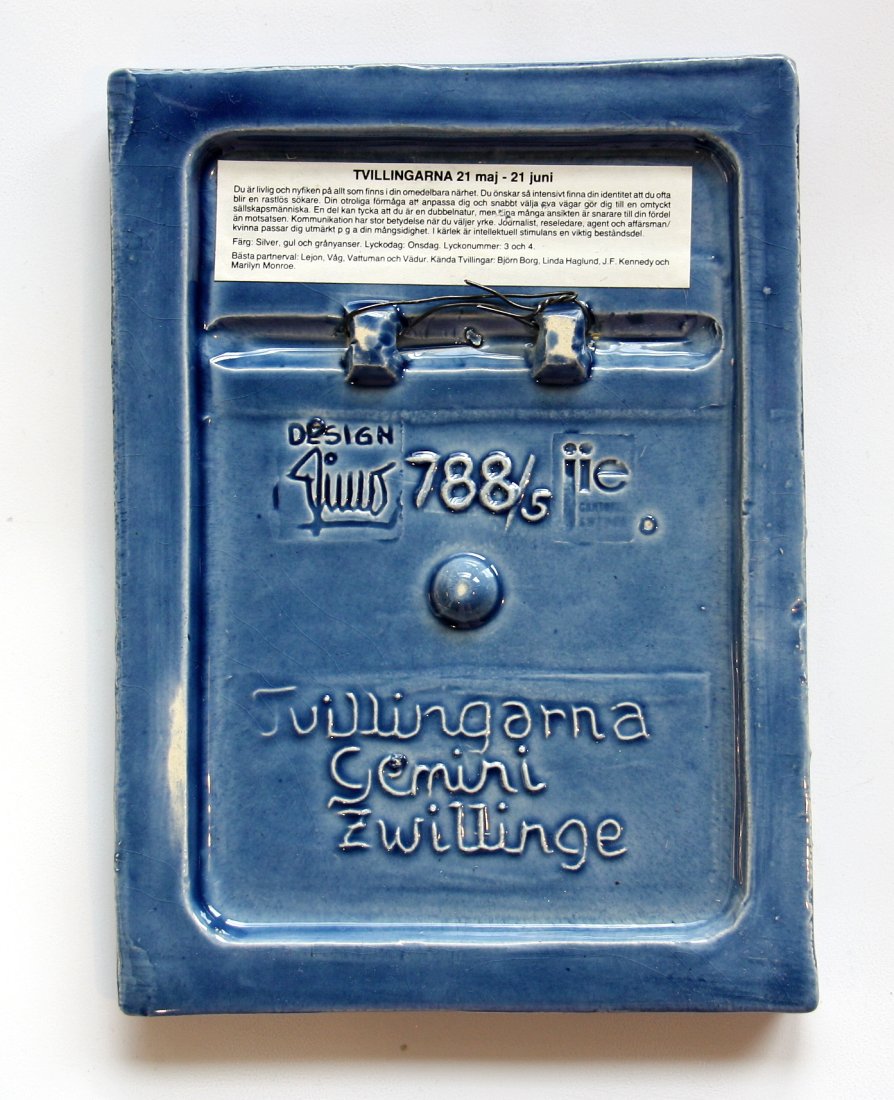 TVILLINGARNA 21 maj - 21 juni
Du är livlig och nyfiken på allt som finns i din omedelbara närhet. Du önskar så intensivt finna din identitet att du ofta
blir en rastlös sökare. Din otroliga förmåga att anpassa dig och snabbt välja nya vägar gör dig till en omtyckt
sällskapsmänniska. En del kan tycka att du är en dubbelnatur, men dina många ansikten är snarare till din fördel
än motsatsen. Kommunikation har stor betydelse när du väljer yrke. Journalist, reseledare, agent och affärsman/
kvinna passar dig utmärkt p g a din mångsidighet. I kärlek är intellektuell stimulans en viktig beståndsdel.
Färg: Silver, gul och grånyanser. Lyckodag: Onsdag. Lyckonummer: 3 och 4.
Bästa partnerval: Lejon, Våg, Vattuman och Vädur. Kända Tvillingar: Björn Borg, Linda Haglund, J.F. Kennedy och
Marilyn Monroe.
DESIGN
788/5 jie
Tvillingarna
Gemini
Zwillinge